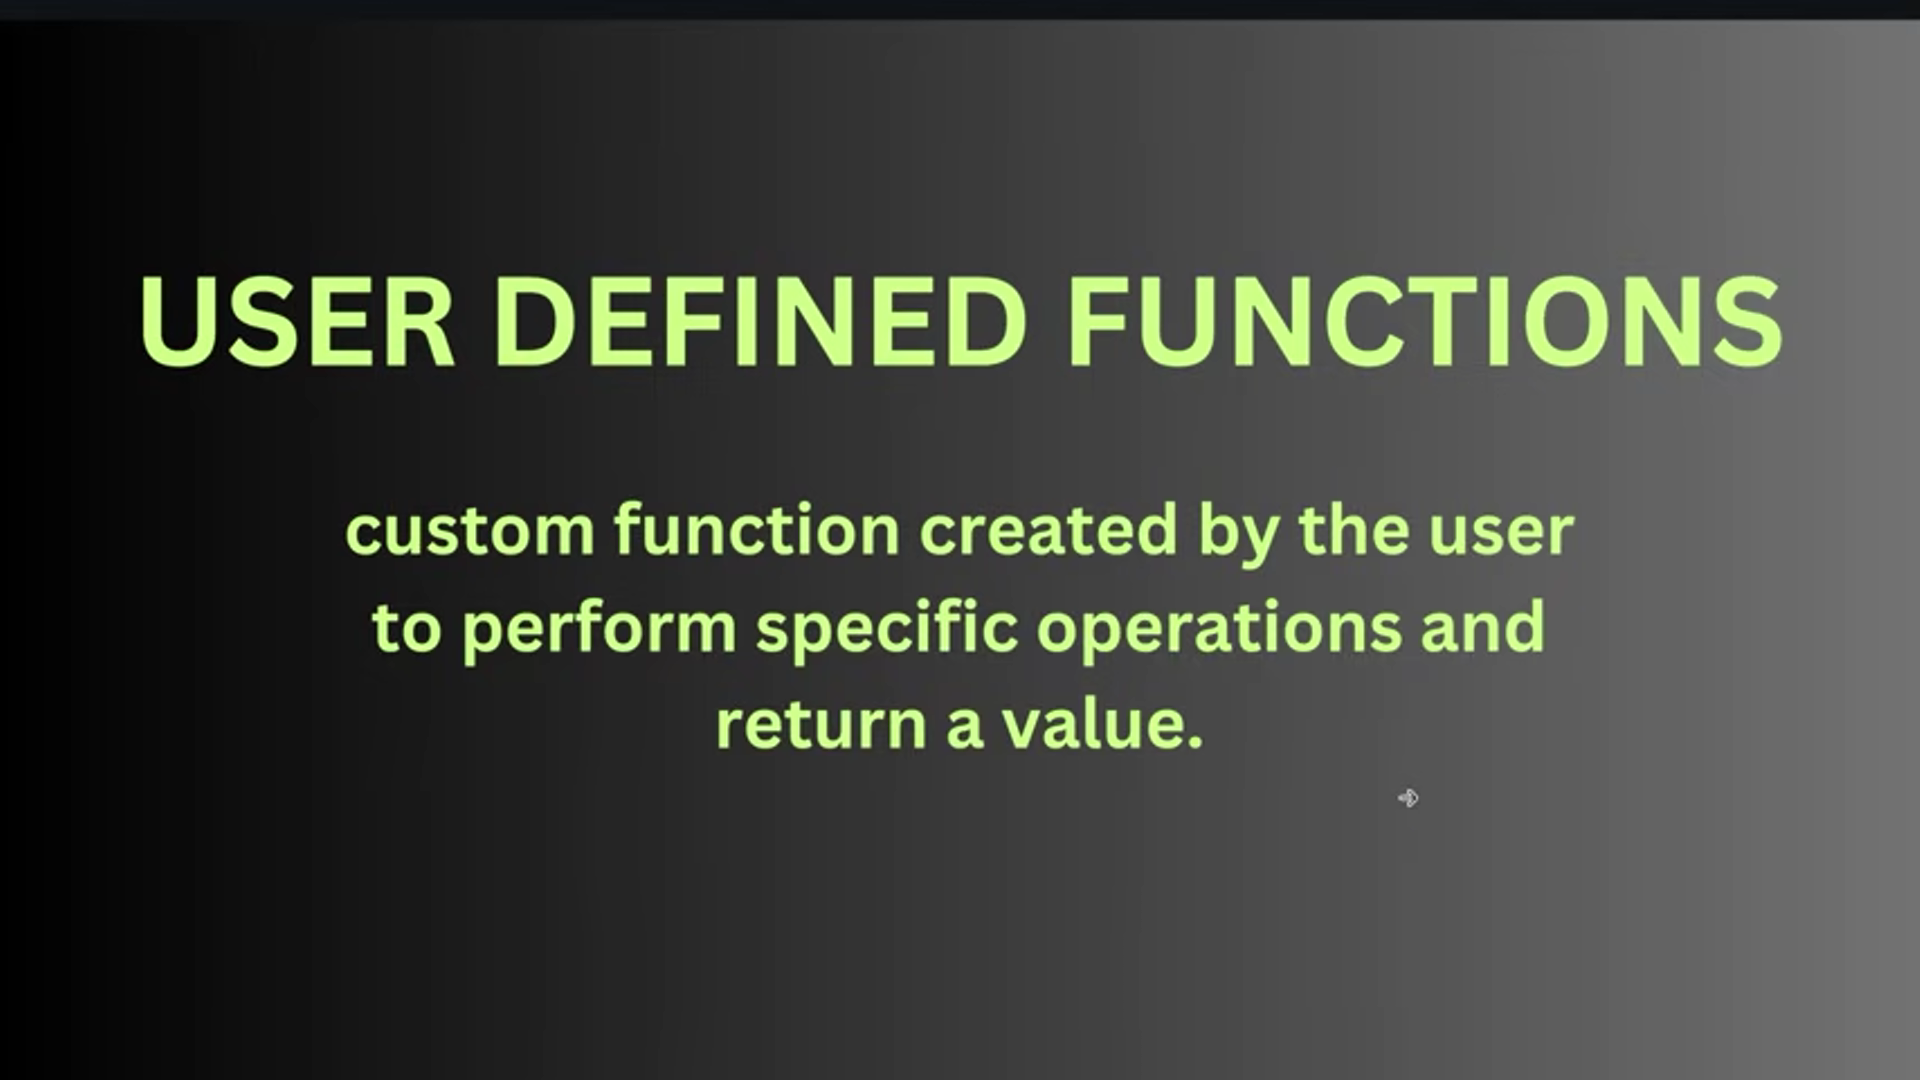 USER DEFINED FUNCTIONS
custom function created by the user
to perform specific operations and
return a value.